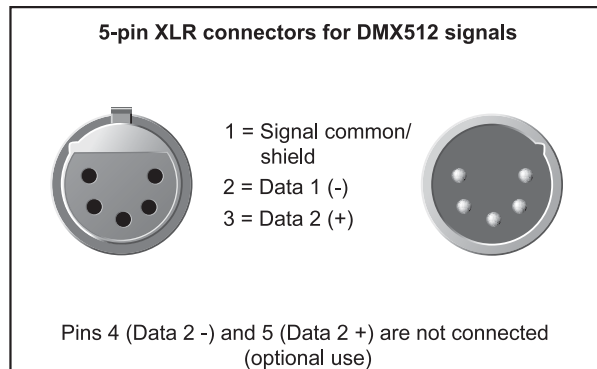 5-pin XLR connectors for DMX512 signals
1 = Signal common/
shield
2 = Data 1 (-)
3 = Data 2 (+)
Pins 4 (Data 2 -) and 5 (Data 2 +) are not connected
(optional use)